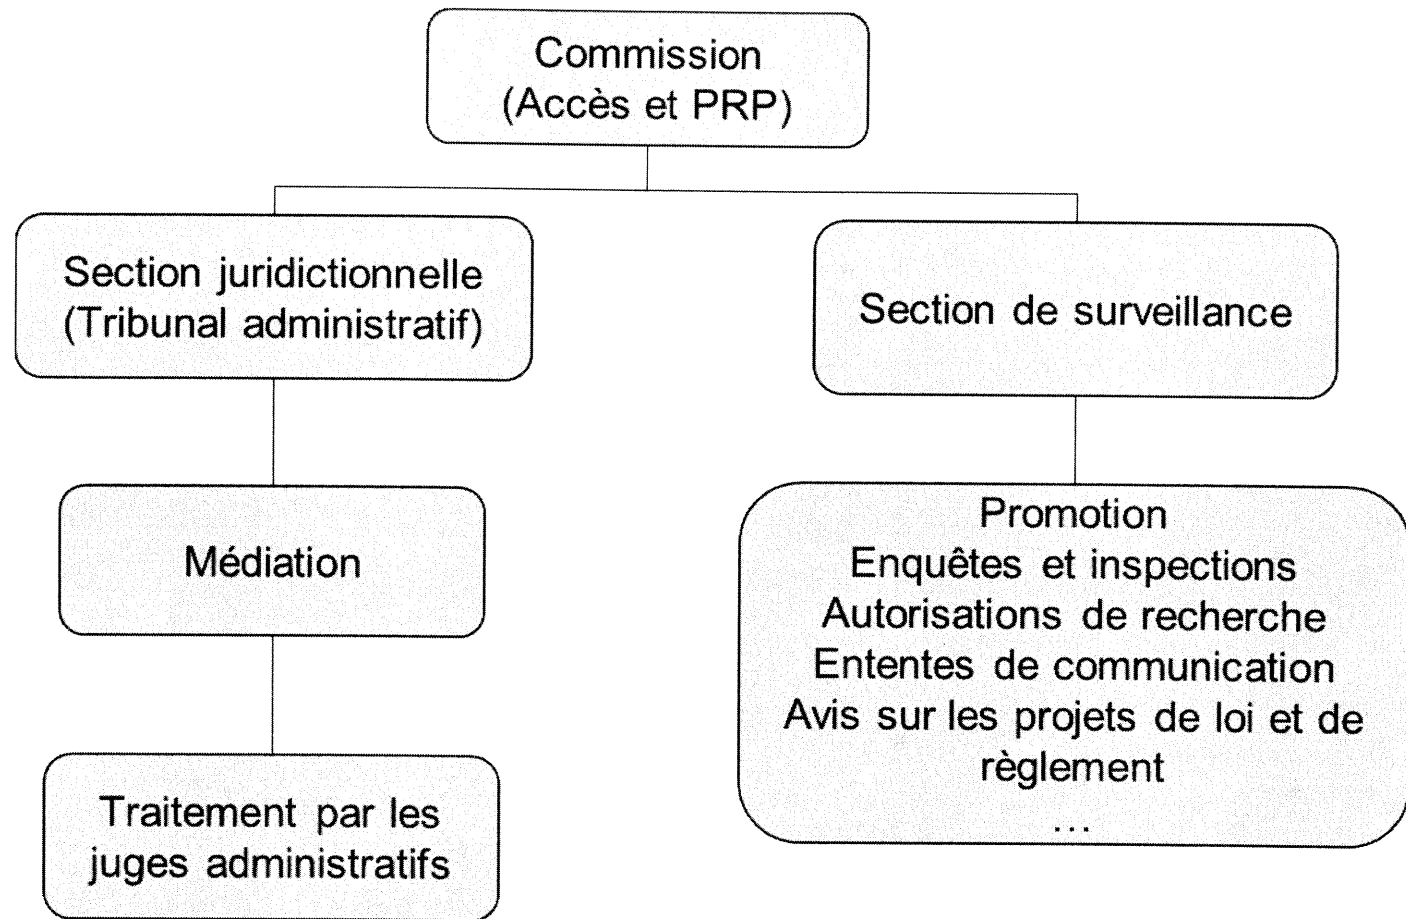 Commission
(Accès et PRP)
Section juridictionnelle
(Tribunal administratif)
Section de surveillance
Médiation
Promotion
Enquêtes et inspections
Autorisations de recherche
Ententes de communication
Avis sur les projets de loi et de
règlement
...
Traitement par les
juges administratifs